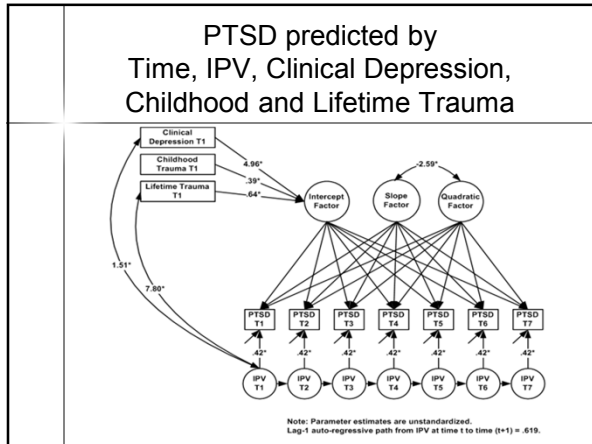 PTSD predicted by
Time, IPV, Clinical Depression,
Childhood and Lifetime Trauma
Clinical
Depression T1
Childhood
Trauma T1
Lifetime Trauma
T1
4.96*
.39*
.64*
-2.59*
Intercept
Factor
Slope
Factor
Quadratic
Factor
1.51*
7.80*
PTSD
T1
PTSD
T2
PTSD
T3
PTSD
T4
PTSD
T5
PTSD
T6
PTSD
T7
.42*
.42*
.42*
.42*
.42*
.42*
.42*
IPV
T1
IPV
T2
IPV
T3
IPV
T4
IPV
T5
IPV
T6
IPV
T7
Note: Parameter estimates are unstandardized.
Lag-1 auto-regressive path from IPV at time t to time (t+1) = .619.